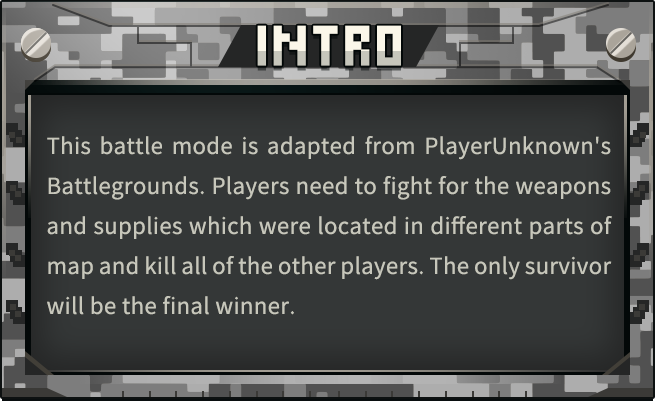 INTRO
This battle mode is adapted from PlayerUnknown's
Battlegrounds. Players need to fight for the weapons
and supplies which were located in different parts of
map and kill all of the other players. The only survivor
will be the final winner.